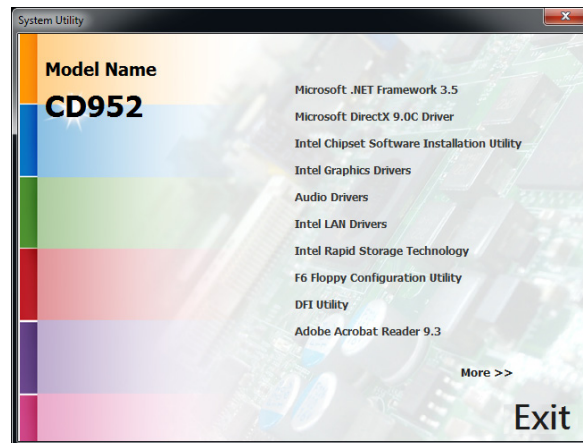 System Utility
Model Name
CD952
Microsoft .NET Framework 3.5
Microsoft DirectX 9.0C Driver
Intel Chipset Software Installation Utility
Intel Graphics Drivers
Audio Drivers
Intel LAN Drivers
Intel Rapid Storage Technology
F6 Floppy Configuration Utility
DFI Utility
Adobe Acrobat Reader 9.3
More >>
Exit